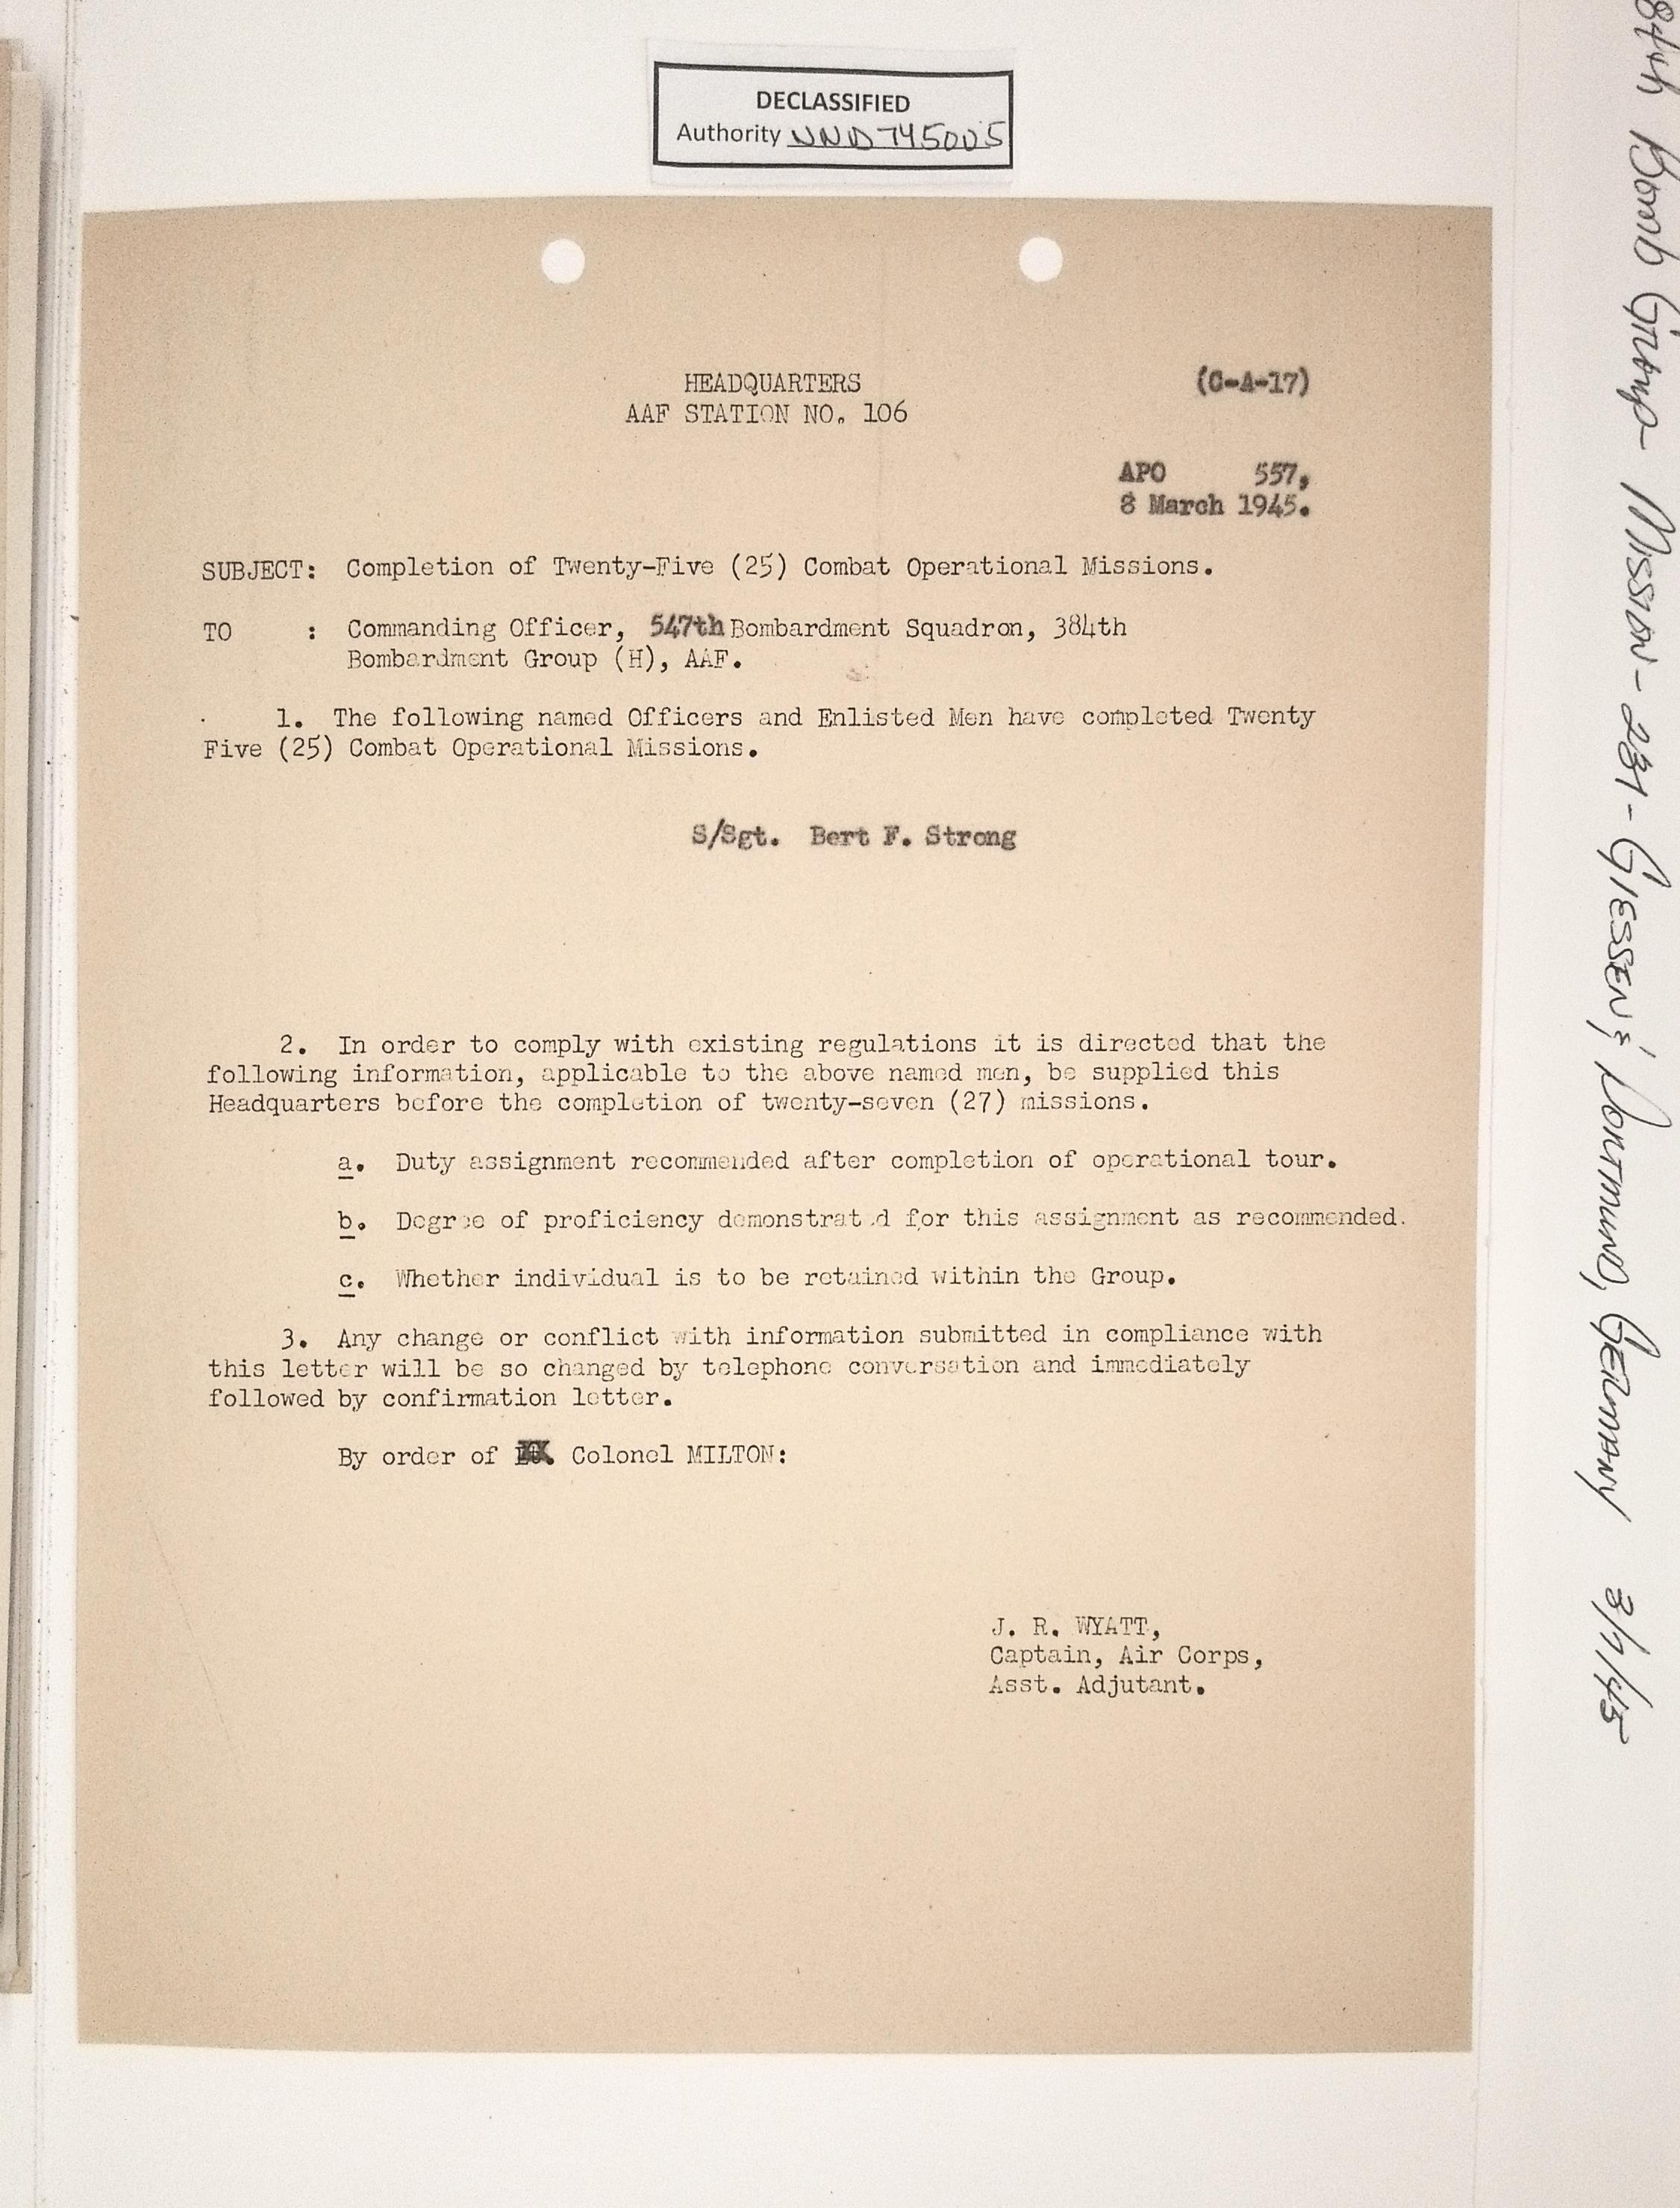 DECLASSIFIED
Authority NND 745005
HEADQUARTERS (C-A-17)
AAF STATION NO. 106
APO 557,
8 March 1945.
SUBJECT: Completion of Twenty-Five (25) Combat Operational Missions.
TO : Commanding Officer, 547th Bombardment Squadron, 384th
Bombardment Group (H), AAF.
1. The following named Officers and Enlisted Men have completed Twenty
Five (25) Combat Operational Missions.
S/Sgt. Bert F. Strong
2. In order to comply with existing regulations it is directed that the
following information, applicable to the above named men, be supplied this
Headquarters before the completion of twenty-seven (27) missions.
a. Duty assignment recommended after completion of operational tour.
b. Degree of proficiency demonstrated for this assignment as recommended.
c. Whether individual is to be retained within the Group.
3. Any change or conflict with information submitted in compliance with
this letter will be so changed by telephone conversation and immediately
followed by confirmation letter.
By order of Colonel MILTON:
J. R. WYATT,
Captain, Air Corps,
Asst. Adjutant.
84th Bomb Group - Mission - 281 - GIESSEN & DORTMUND, GERMANY 3/7/45